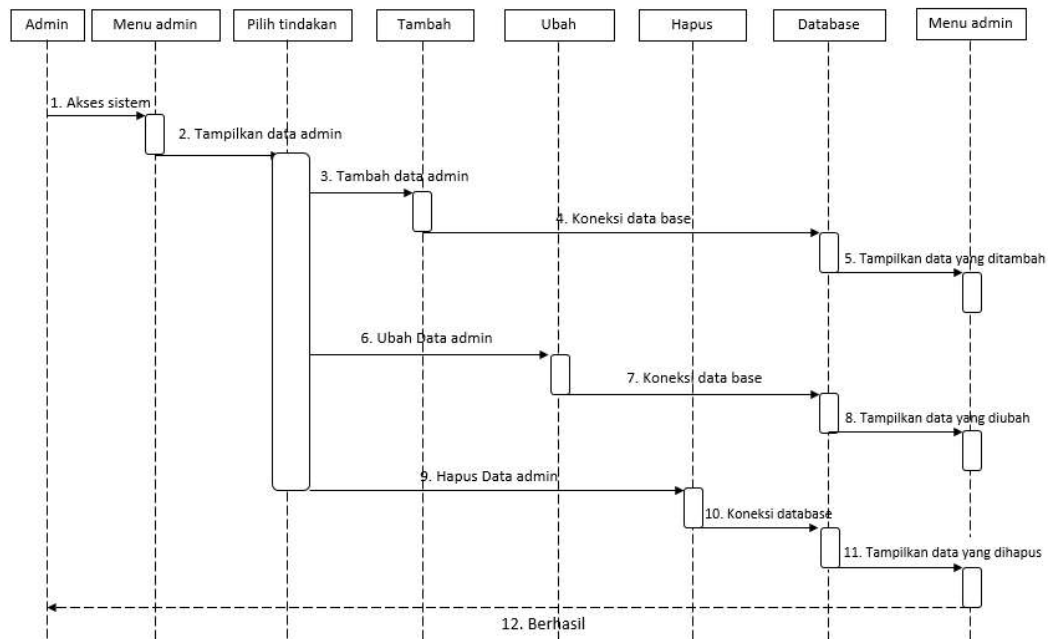 Admin
Menu admin
Pilih tindakan
Tambah
Ubah
Hapus
Database
Menu admin
1. Akses sistem
2. Tampilkan data admin
3. Tambah data admin
4. Koneksi data base
5. Tampilkan data yang ditambah
6. Ubah Data admin
7. Koneksi data base
8. Tampilkan data yang diubah
9. Hapus Data admin
10. Koneksi database
11. Tampilkan data yang dihapus
12. Berhasil